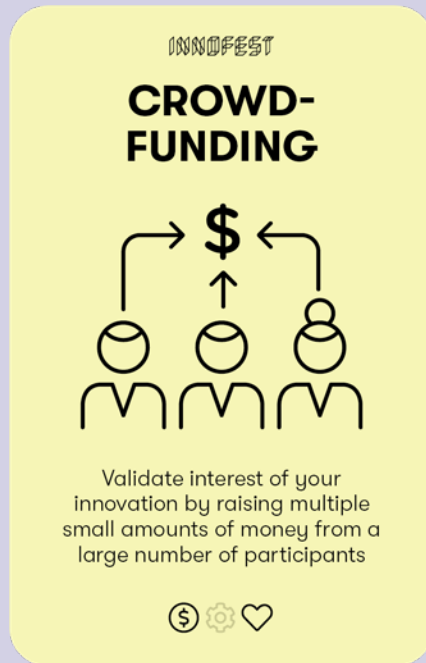 INNOFEST
CROWD-
FUNDING
$
Validate interest of your
innovation by raising multiple
small amounts of money from a
large number of participants
$